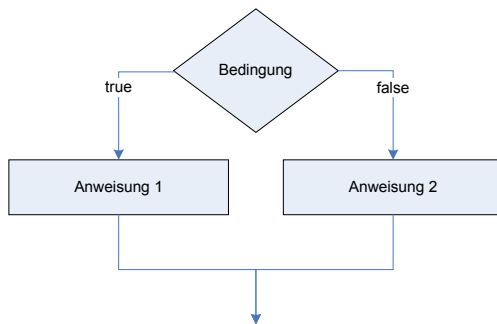 Bedingung
true
false
Anweisung 1
Anweisung 2